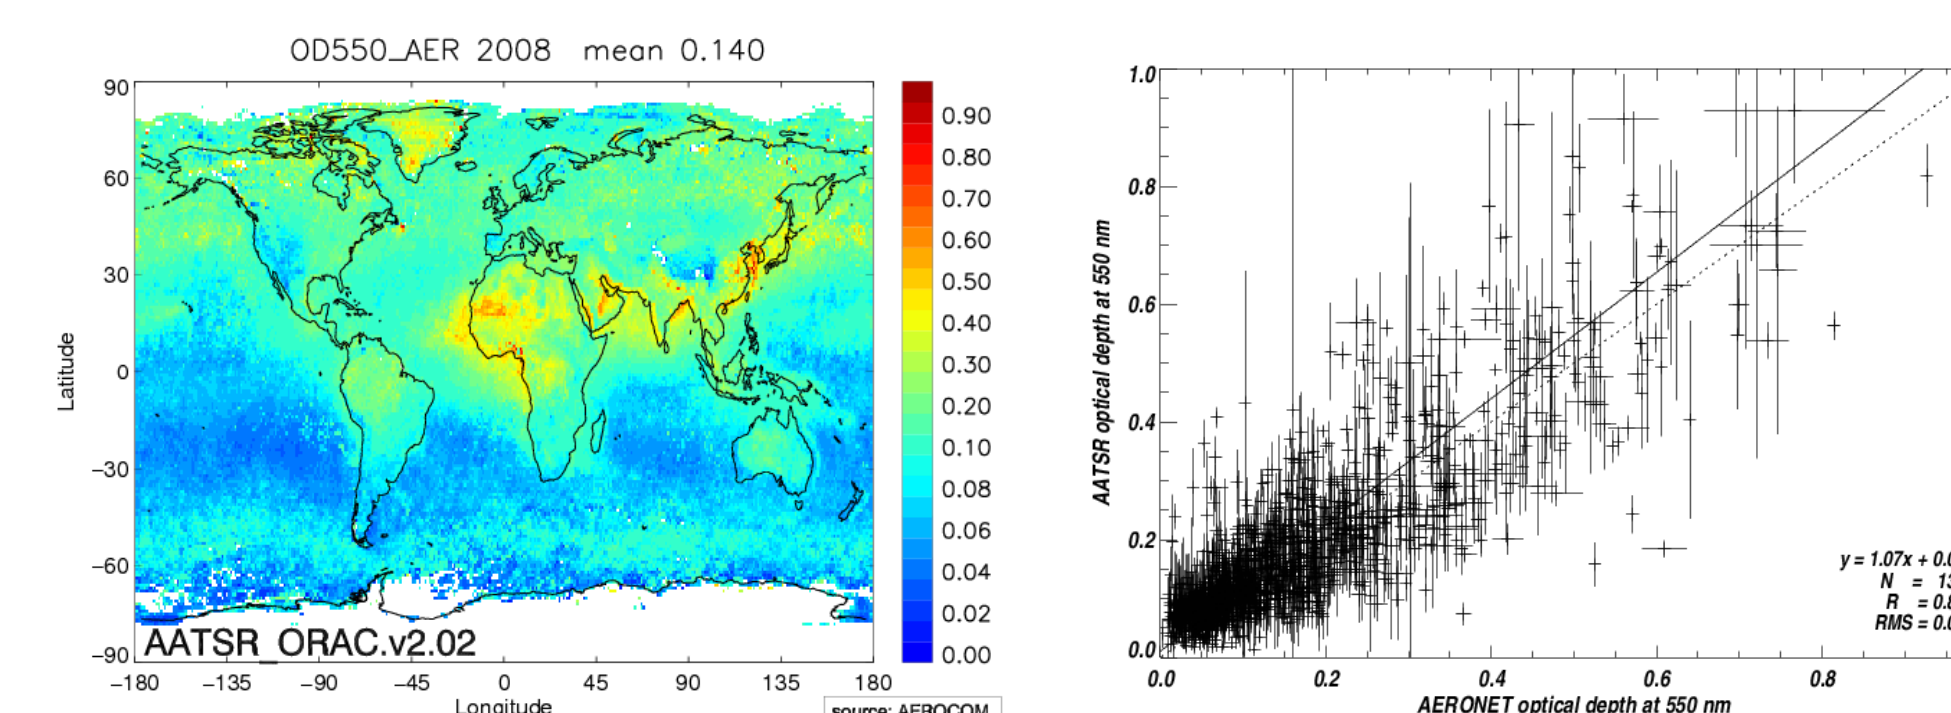 OD550_AER 2008 mean 0.140
90
60
30
0
−30
−60
−90
Latitude
AATSR_ORAC.v2.02
−180 −135 −90 −45 0 45 90 135 180
Longitude
source: AEROCOM
0.90
0.80
0.70
0.60
0.50
0.40
0.30
0.20
0.10
0.08
0.06
0.04
0.02
0.00
1.0
0.8
0.6
0.4
0.2
0.0
AATSR optical depth at 550 nm
y = 1.07x + 0.0
N = 13
R = 0.8
RMS = 0.0
0.0 0.2 0.4 0.6 0.8
AERONET optical depth at 550 nm